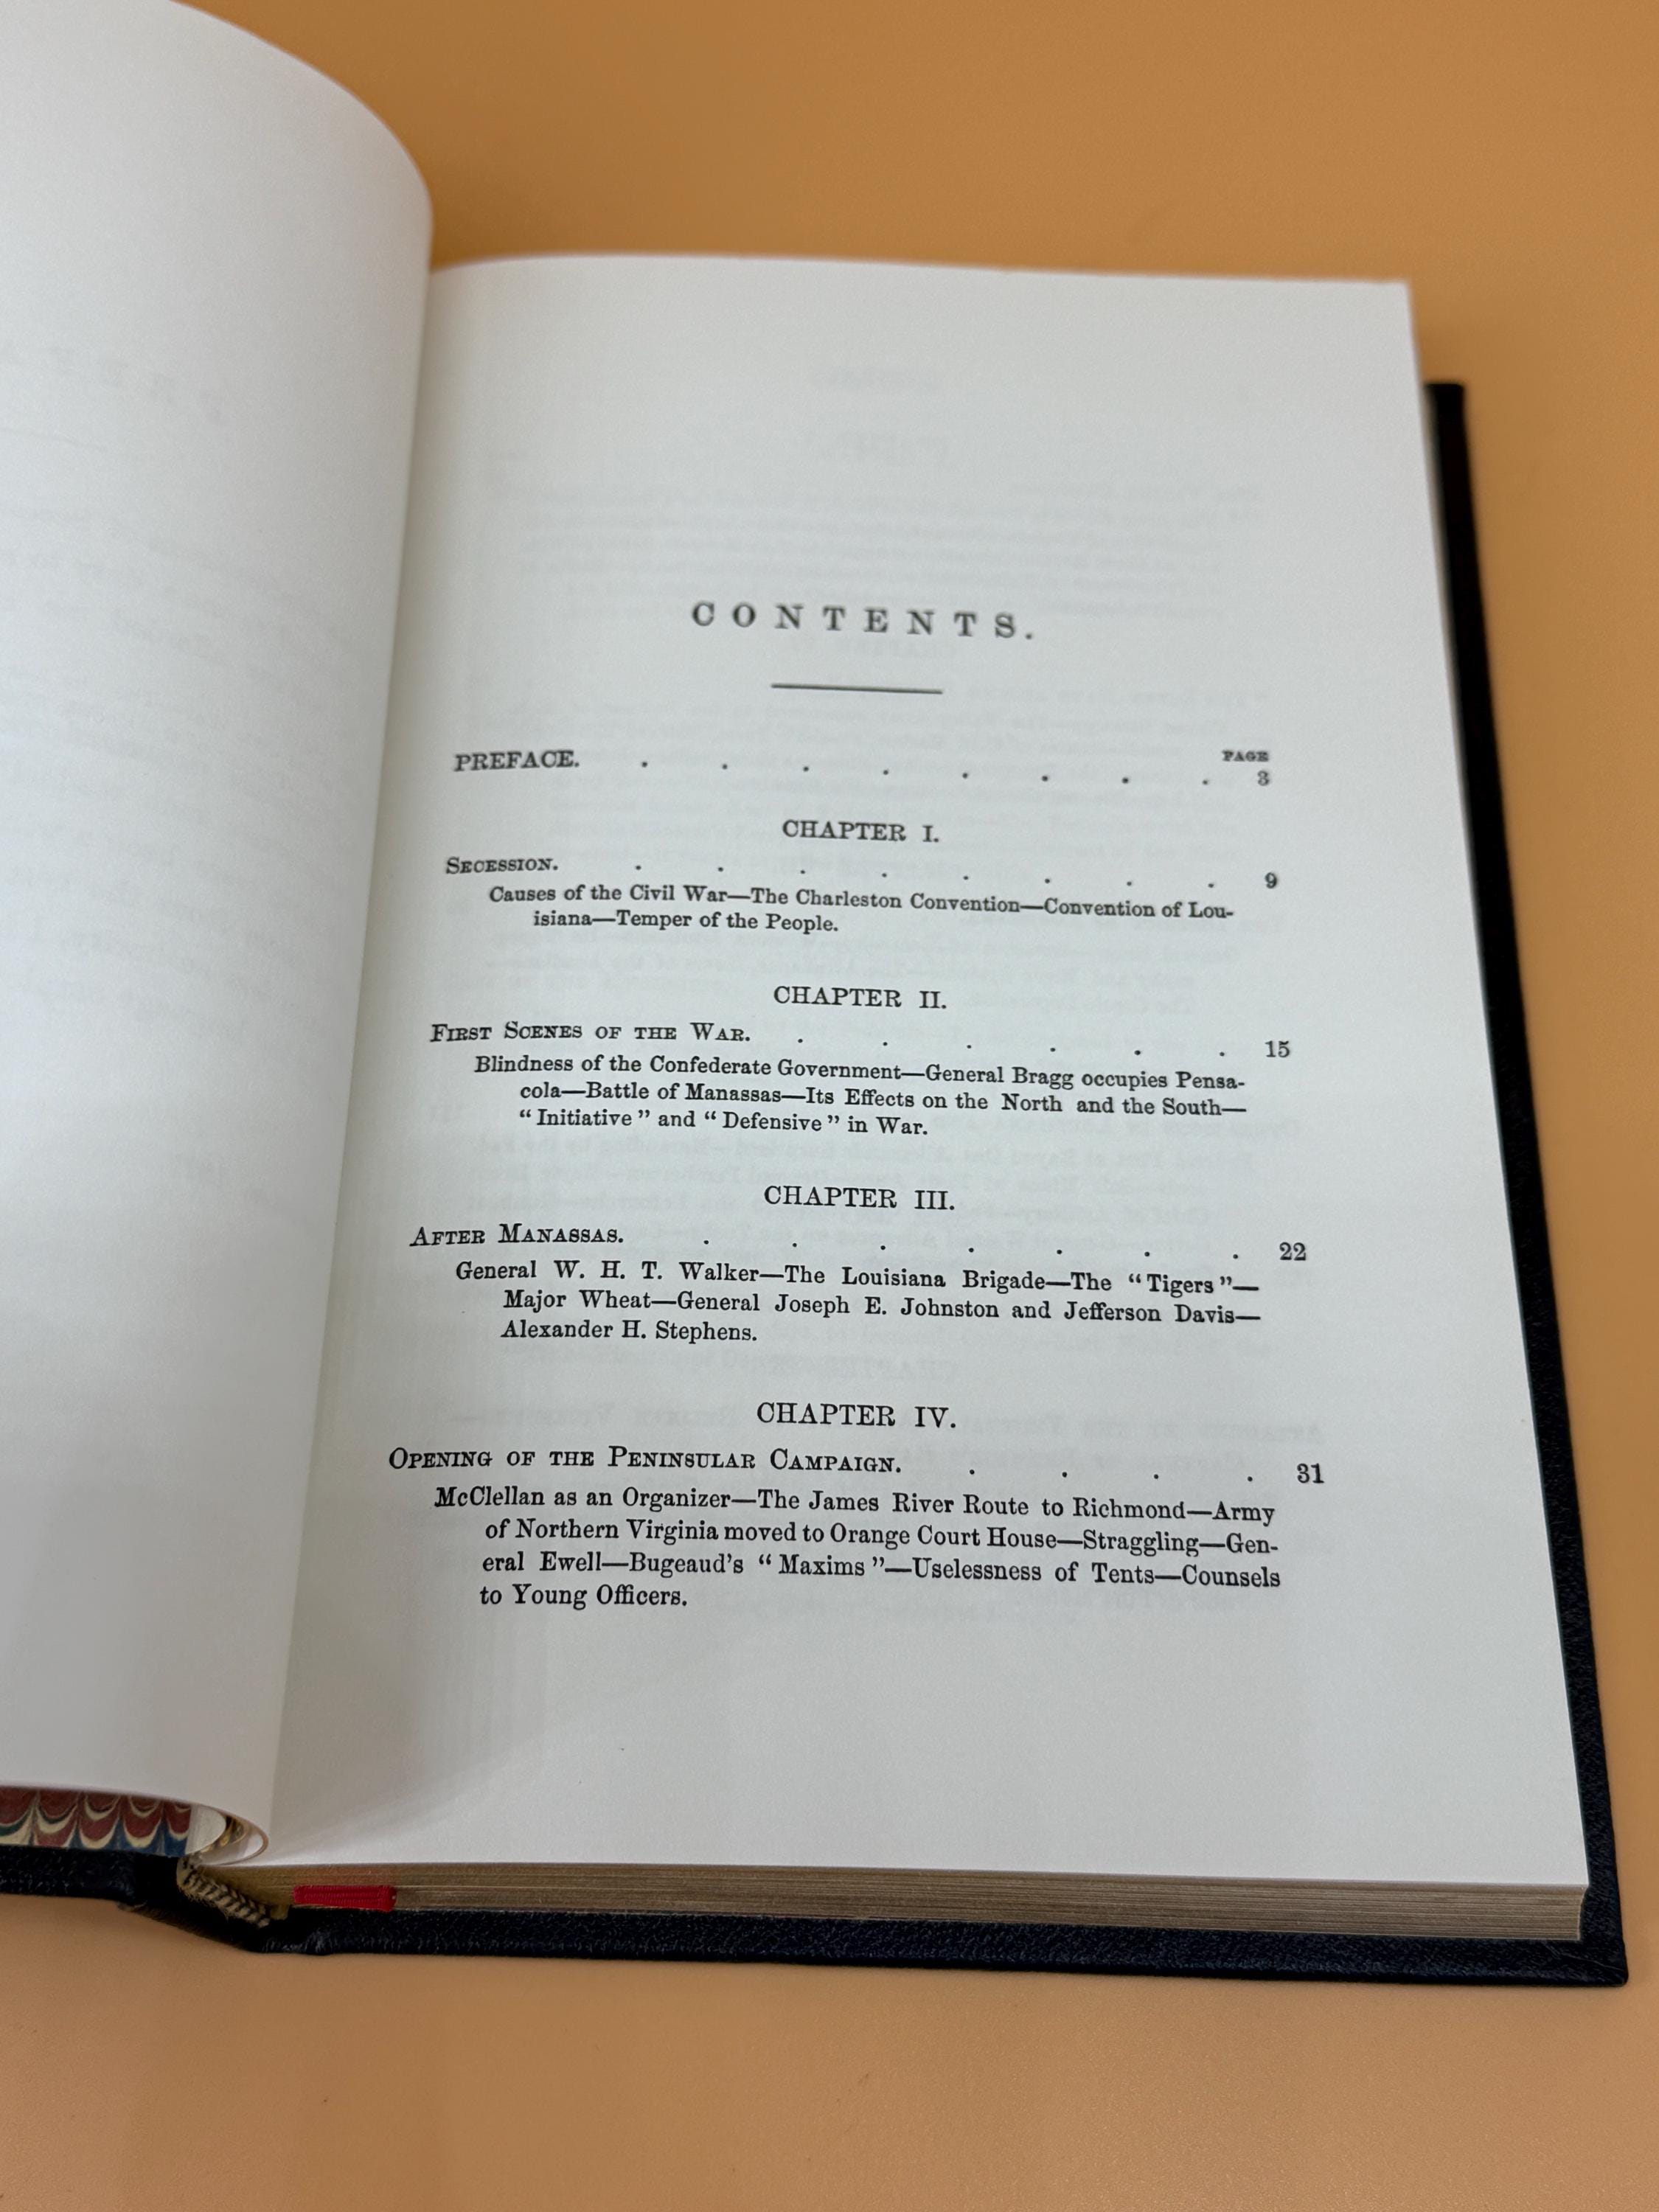 CONTENTS.
PAGE
PREFACE. . . . . . . . . 3
CHAPTER I.
SECESSION. . . . . . . . . 9
Causes of the Civil War—The Charleston Convention—Convention of Lou-
isiana—Temper of the People.
CHAPTER II.
FIRST SCENES OF THE WAR. . . . . . . 15
Blindness of the Confederate Government—General Bragg occupies Pensa-
cola—Battle of Manassas—Its Effects on the North and the South—
“Initiative” and “Defensive” in War.
CHAPTER III.
AFTER MANASSAS. . . . . . . . 22
General W. H. T. Walker—The Louisiana Brigade—The “Tigers”—
Major Wheat—General Joseph E. Johnston and Jefferson Davis—
Alexander H. Stephens.
CHAPTER IV.
OPENING OF THE PENINSULAR CAMPAIGN. . . . . 31
McClellan as an Organizer—The James River Route to Richmond—Army
of Northern Virginia moved to Orange Court House—Straggling—Gen-
eral Ewell—Bugeaud's “Maxims”—Uselessness of Tents—Counsels
to Young Officers.